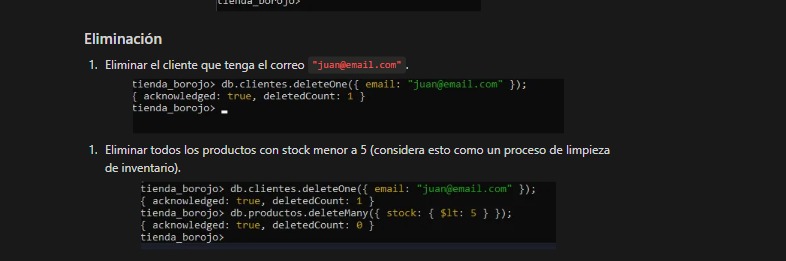 tienda_borojo>
Eliminación
1. Eliminar el cliente que tenga el correo "juan@email.com".
tienda_borojo> db.clientes.deleteOne({ email: "juan@email.com" });
{ acknowledged: true, deletedCount: 1 }
tienda_borojo>
1. Eliminar todos los productos con stock menor a 5 (considera esto como un proceso de limpieza
de inventario).
tienda_borojo> db.clientes.deleteOne({ email: "juan@email.com" });
{ acknowledged: true, deletedCount: 1 }
tienda_borojo> db.productos.deleteMany({ stock: { $lt: 5 } });
{ acknowledged: true, deletedCount: 0 }
tienda_borojo>